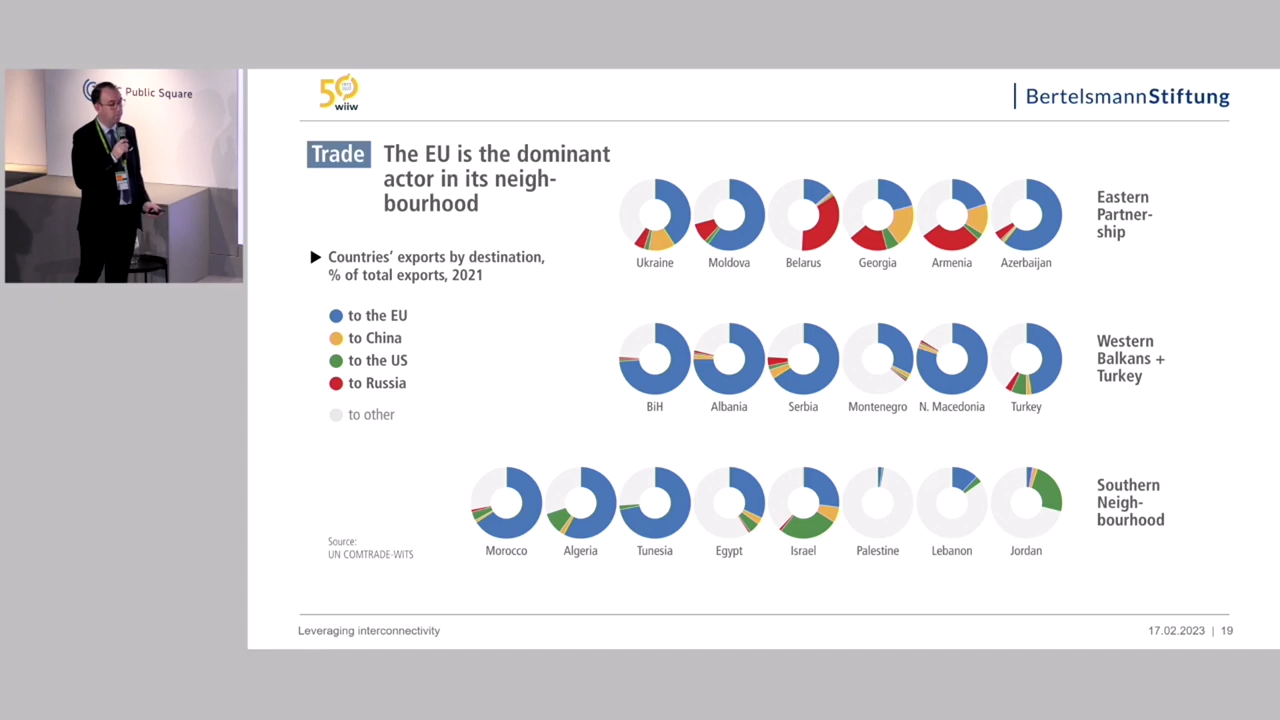 Public Square
50
wiiw
BertelsmannStiftung
Trade
The EU is the dominant
actor in its neigh-
bourhood
Countries' exports by destination,
% of total exports, 2021
to the EU
to China
to the US
to Russia
to other
Ukraine
Moldova
Belarus
Georgia
Armenia
Azerbaijan
Eastern
Partner-
ship
BiH
Albania
Serbia
Montenegro
N. Macedonia
Turkey
Western
Balkans +
Turkey
Morocco
Algeria
Tunesia
Egypt
Israel
Palestine
Lebanon
Jordan
Southern
Neigh-
bourhood
Source:
UN COMTRADE-WITS
Leveraging interconnectivity
17.02.2023 | 19